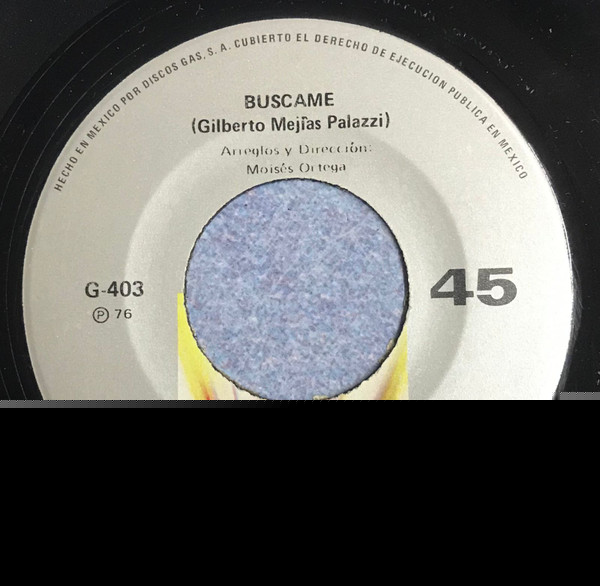 HECHO EN MEXICO POR DISCOS GAS, S. A. CUBIERTO EL DERECHO DE EJECUCION PUBLICA EN MEXICO
BUSCAME
(Gilberto Mejías Palazzi)
Arreglos y Dirección:
Moisés Ortega
G-403
45
Ⓟ 76